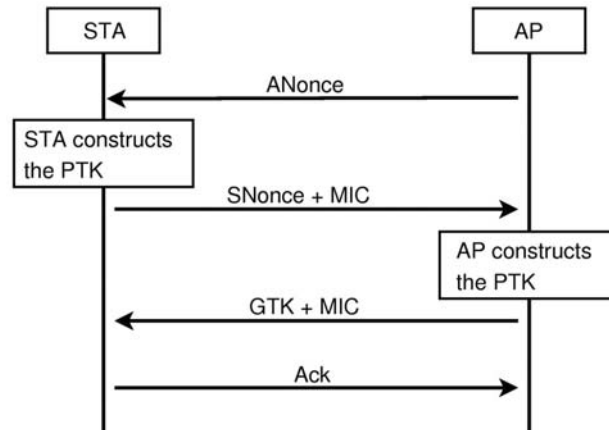 STA
AP
ANonce
STA constructs
the PTK
SNonce + MIC
AP constructs
the PTK
GTK + MIC
Ack